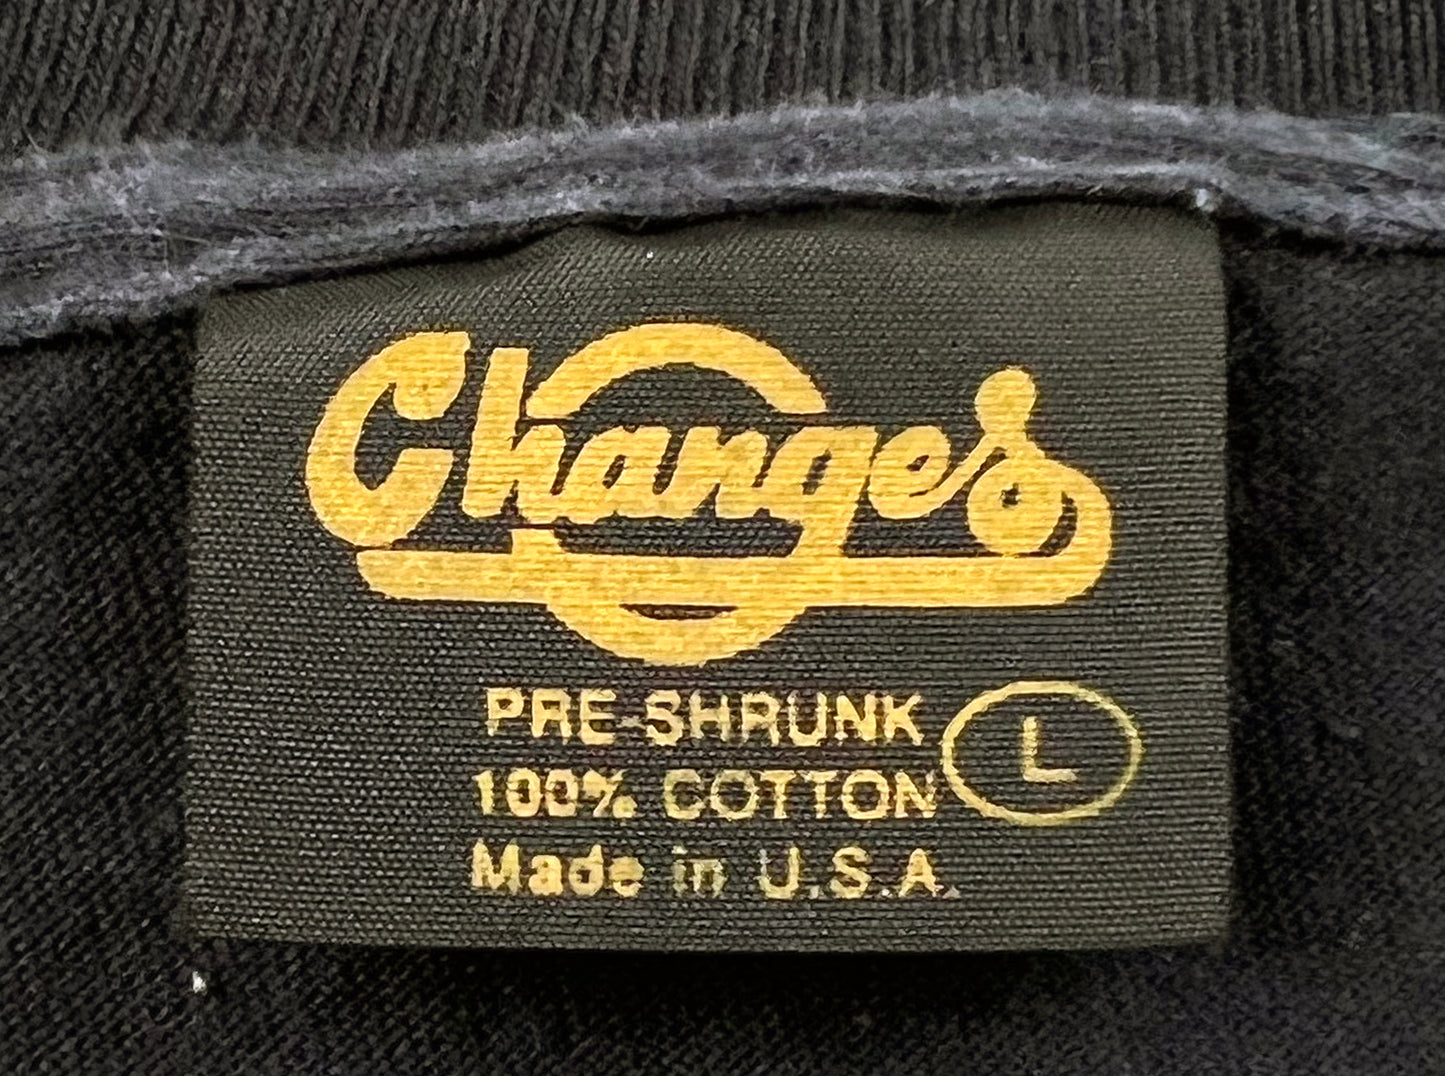 Changes
PRE-SHRUNK
L
100% COTTON
Made in U.S.A.